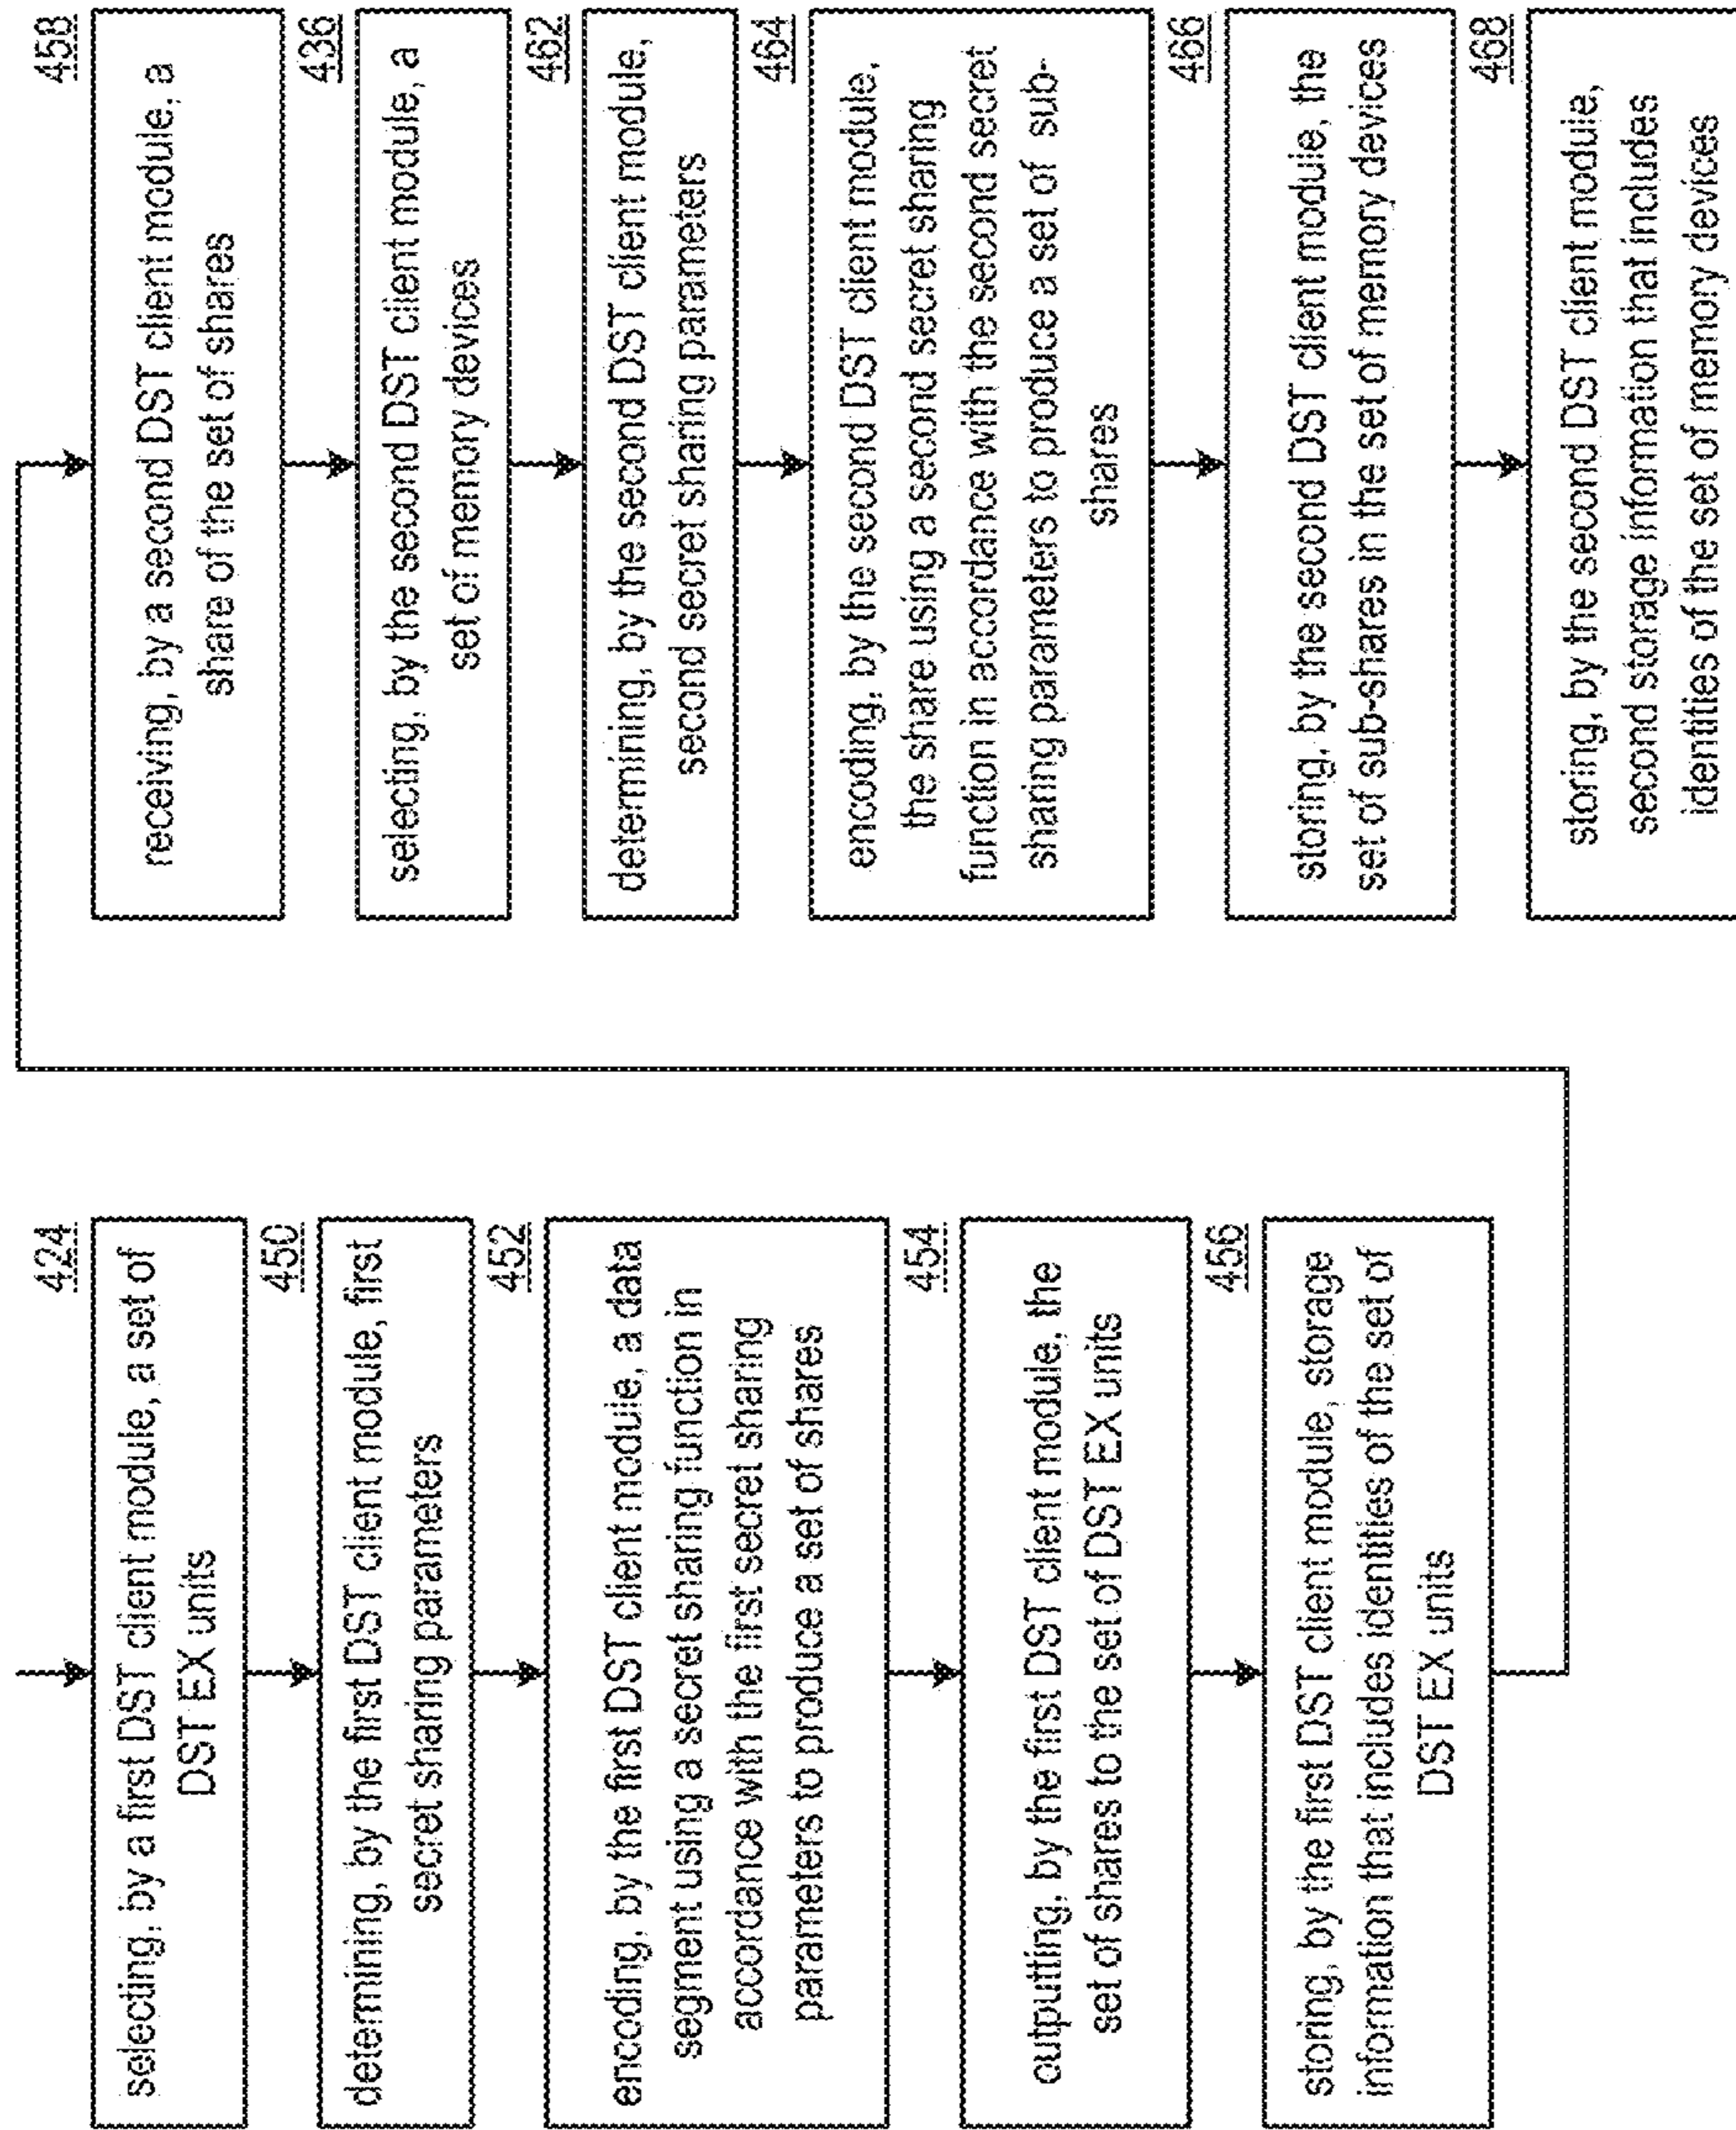 424
selecting, by a first DST client module, a set of
DST EX units
450
determining, by the first DST client module, first
secret sharing parameters
452
encoding, by the first DST client module, a data
segment using a secret sharing function in
accordance with the first secret sharing
parameters to produce a set of shares
454
outputting, by the first DST client module, the
set of shares to the set of DST EX units
456
storing, by the first DST client module, storage
information that includes identities of the set of
DST EX units
458
receiving, by a second DST client module, a
share of the set of shares
436
selecting, by the second DST client module, a
set of memory devices
462
determining, by the second DST client module,
second secret sharing parameters
464
encoding, by the second DST client module,
the share using a second secret sharing
function in accordance with the second secret
sharing parameters to produce a set of sub-
shares
466
storing, by the second DST client module, the
set of sub-shares in the set of memory devices
468
storing, by the second DST client module,
second storage information that includes
identities of the set of memory devices